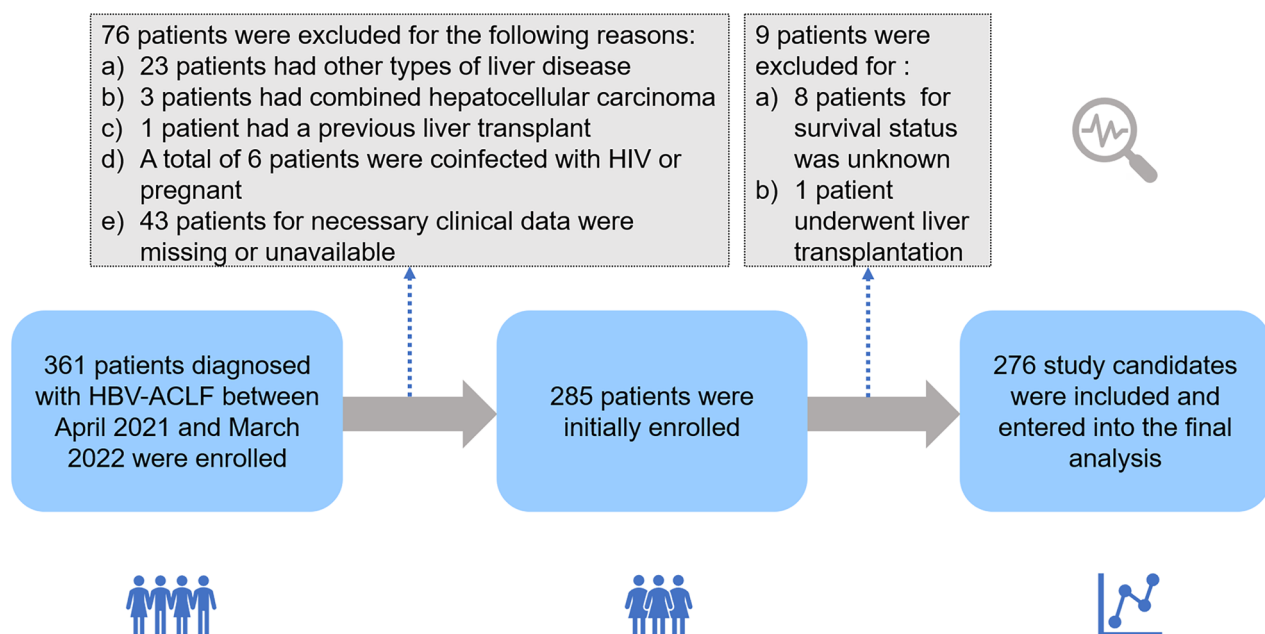 76 patients were excluded for the following reasons:
a) 23 patients had other types of liver disease
b) 3 patients had combined hepatocellular carcinoma
c) 1 patient had a previous liver transplant
d) A total of 6 patients were coinfected with HIV or
pregnant
e) 43 patients for necessary clinical data were
missing or unavailable
9 patients were
excluded for :
a) 8 patients for
survival status
was unknown
b) 1 patient
underwent liver
transplantation
361 patients diagnosed
with HBV-ACLF between
April 2021 and March
2022 were enrolled
285 patients were
initially enrolled
276 study candidates
were included and
entered into the final
analysis